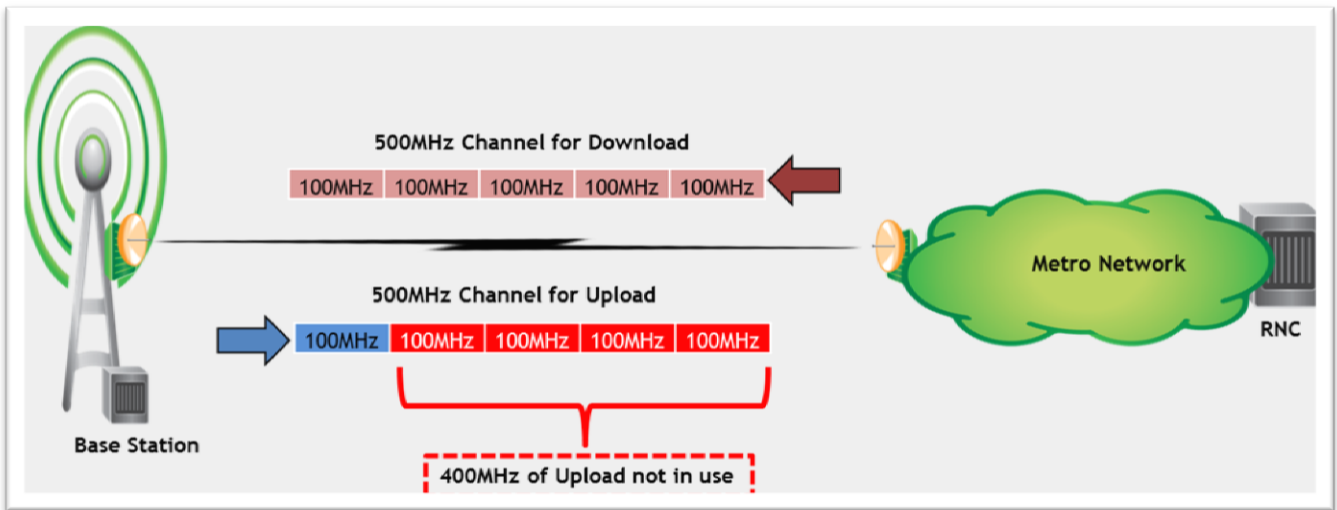 500MHz Channel for Download
100MHz 100MHz 100MHz 100MHz 100MHz
Metro Network
500MHz Channel for Upload
RNC
100MHz 100MHz 100MHz 100MHz 100MHz
Base Station
400MHz of Upload not in use